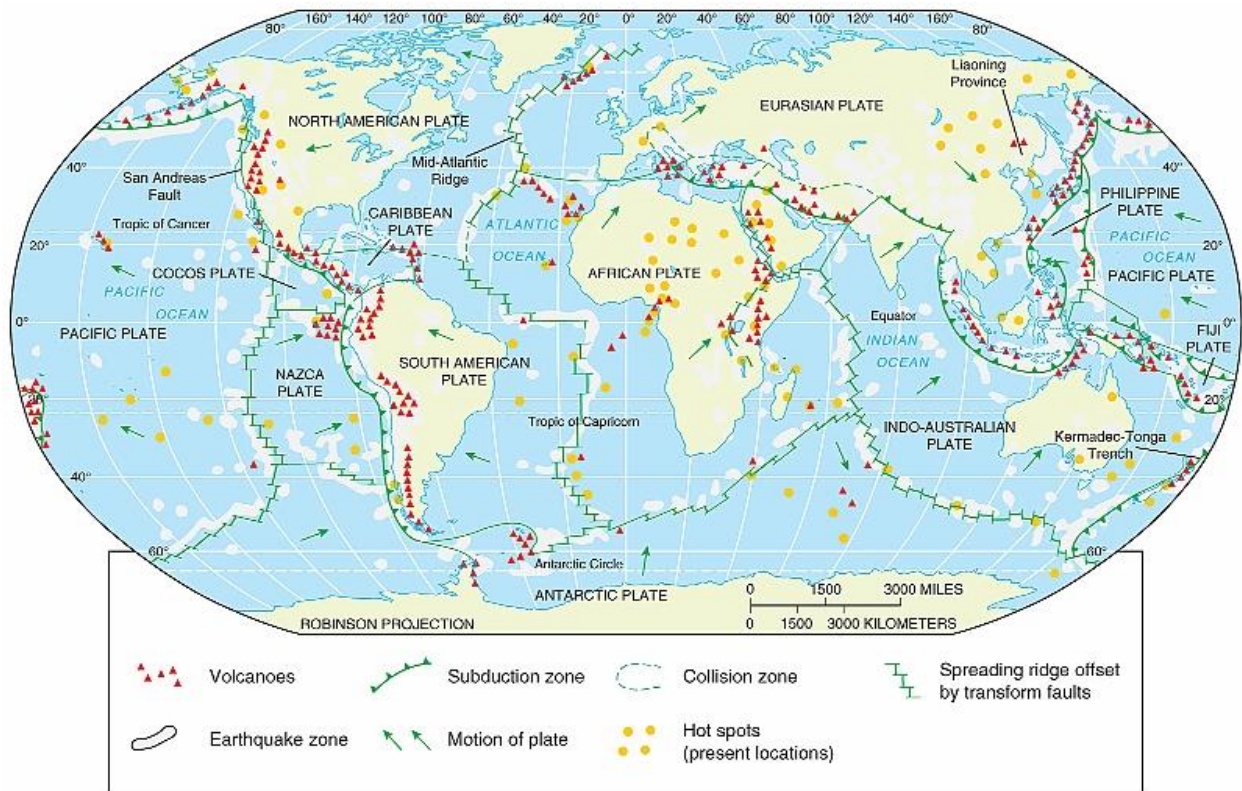 160° 140° 120° 100° 80° 60° 40° 20° 0° 20° 40° 60° 80° 100° 120° 140° 160°
80° 80°
Liaoning
Province
EURASIAN PLATE
NORTH AMERICAN PLATE
Mid-Atlantic
Ridge
San Andreas
Fault
40°
PHILIPPINE
PLATE
Tropic of Cancer
CARIBBEAN
PLATE
ATLANTIC
OCEAN
PACIFIC
OCEAN
20° 20°
COCOS PLATE
AFRICAN PLATE
PACIFIC PLATE
PACIFIC
OCEAN
0° 0°
PACIFIC PLATE
Equator
INDIAN
OCEAN
FIJI
PLATE
SOUTH AMERICAN
PLATE
NAZCA
PLATE
20° 20°
Tropic of Capricorn
INDO-AUSTRALIAN
PLATE
Kermadec-Tonga
Trench
40° 40°
60° 60°
Antarctic Circle
ANTARCTIC PLATE
0 1500 3000 MILES
0 1500 3000 KILOMETERS
ROBINSON PROJECTION
Volcanoes
Subduction zone
Collision zone
Spreading ridge offset
by transform faults
Earthquake zone
Motion of plate
Hot spots
(present locations)